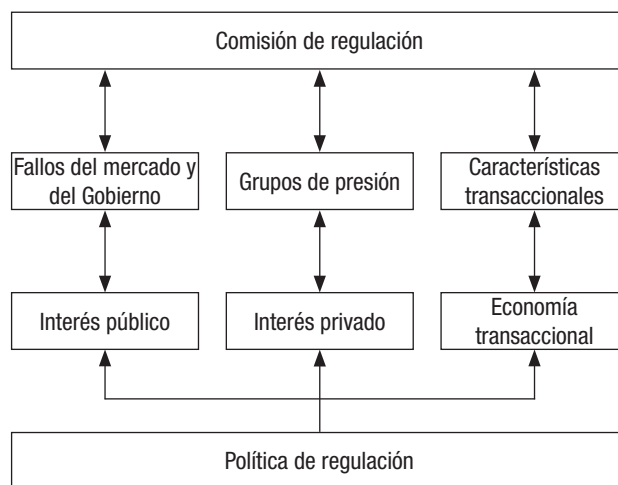 Comisión de regulación
Fallos del mercado y
del Gobierno
Grupos de presión
Características
transaccionales
Interés público
Interés privado
Economía
transaccional
Política de regulación